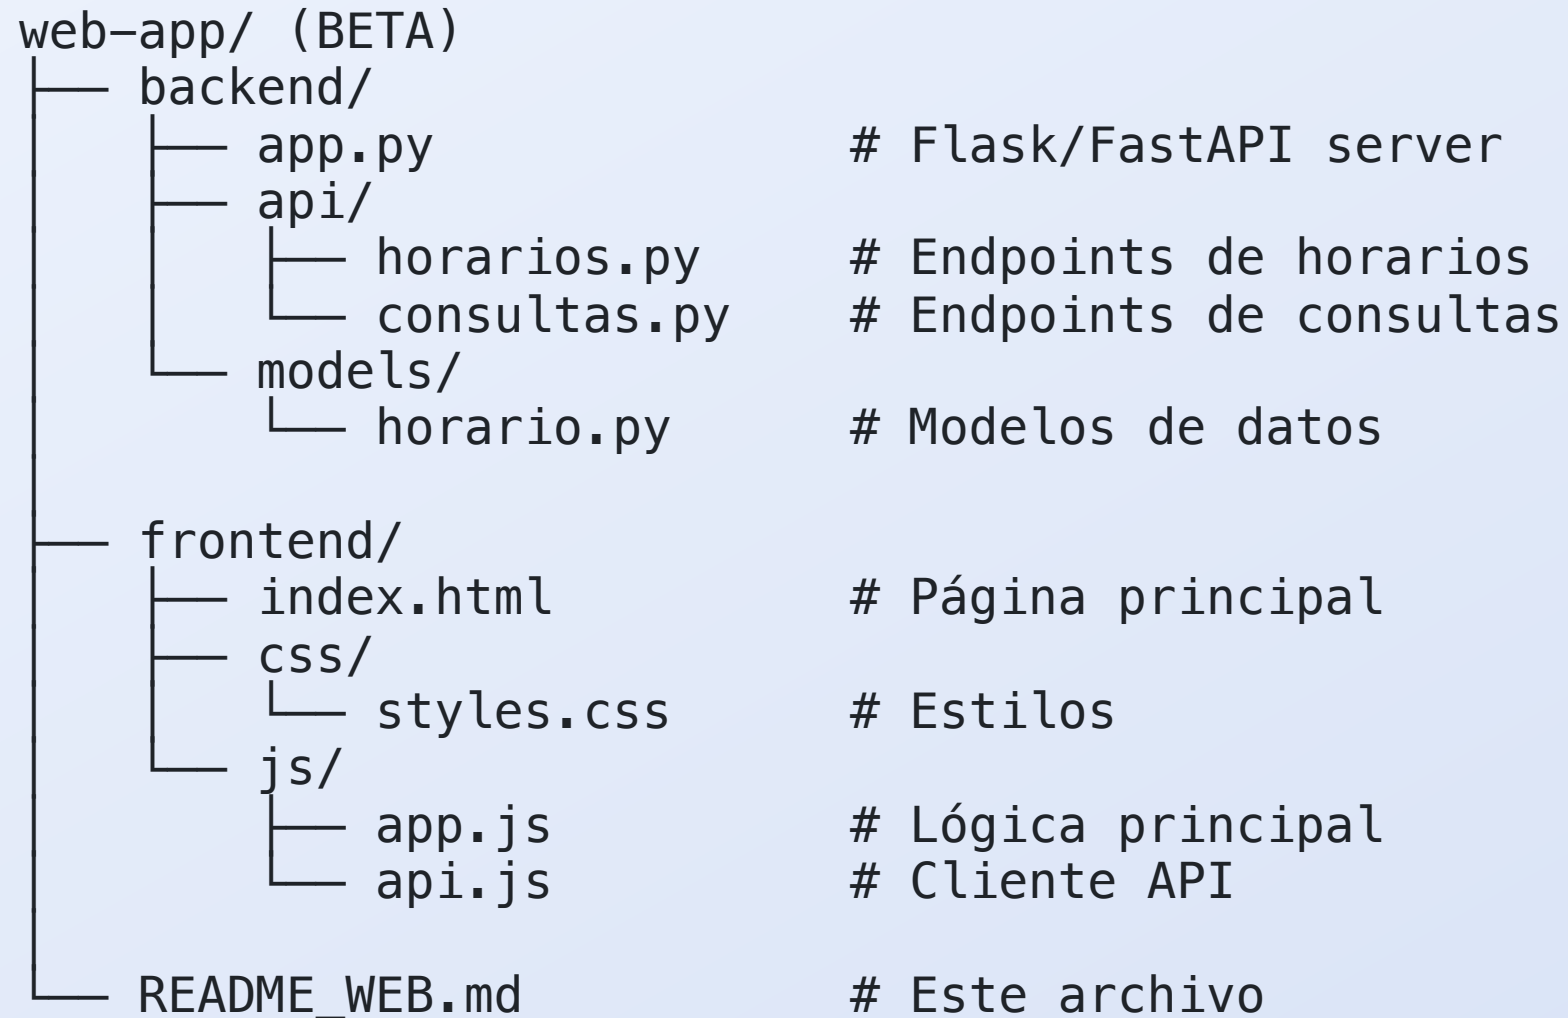 web-app/ (BETA)
├── backend/
│   ├── app.py              # Flask/FastAPI server
│   ├── api/
│   │   ├── horarios.py     # Endpoints de horarios
│   │   └── consultas.py    # Endpoints de consultas
│   └── models/
│       └── horario.py      # Modelos de datos
│
├── frontend/
│   ├── index.html          # Página principal
│   ├── css/
│   │   └── styles.css      # Estilos
│   └── js/
│       ├── app.js          # Lógica principal
│       └── api.js          # Cliente API
│
└── README_WEB.md           # Este archivo